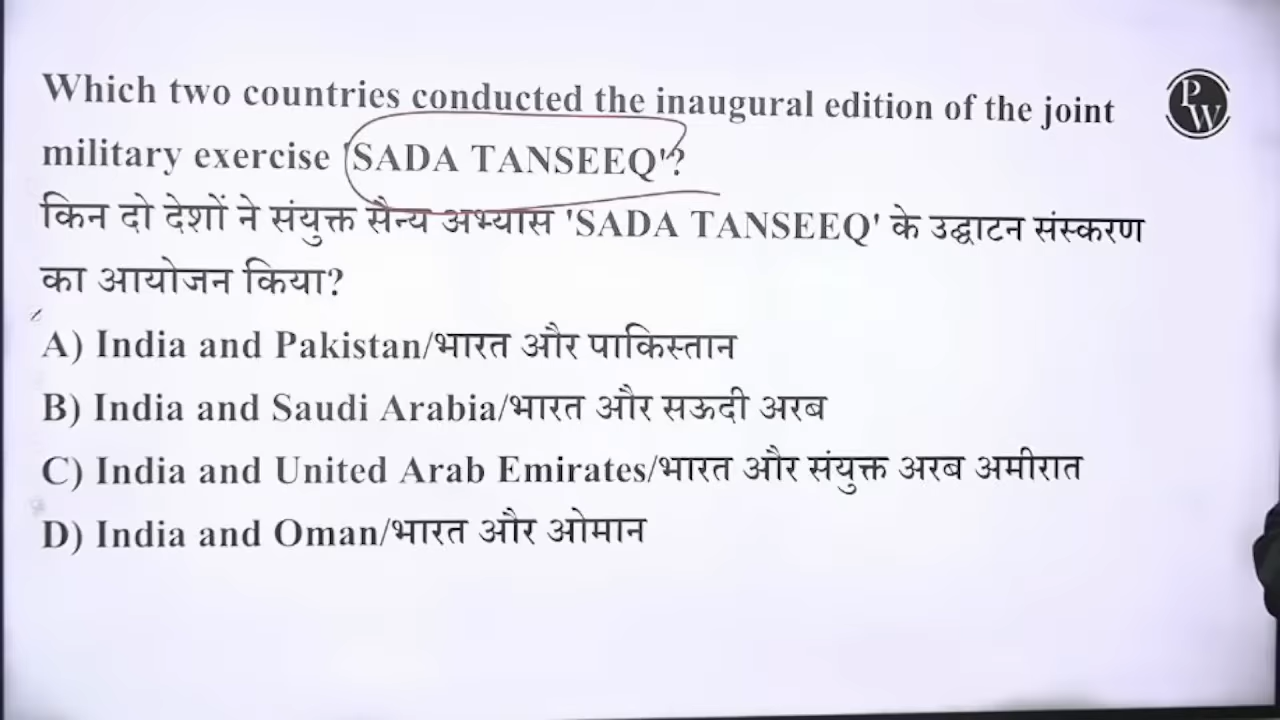 Which two countries conducted the inaugural edition of the joint
military exercise 'SADA TANSEEQ'?
किन दो देशों ने संयुक्त सैन्य अभ्यास 'SADA TANSEEQ' के उद्घाटन संस्करण
का आयोजन किया?
A) India and Pakistan/भारत और पाकिस्तान
B) India and Saudi Arabia/भारत और सऊदी अरब
C) India and United Arab Emirates/भारत और संयुक्त अरब अमीरात
D) India and Oman/भारत और ओमान
PW